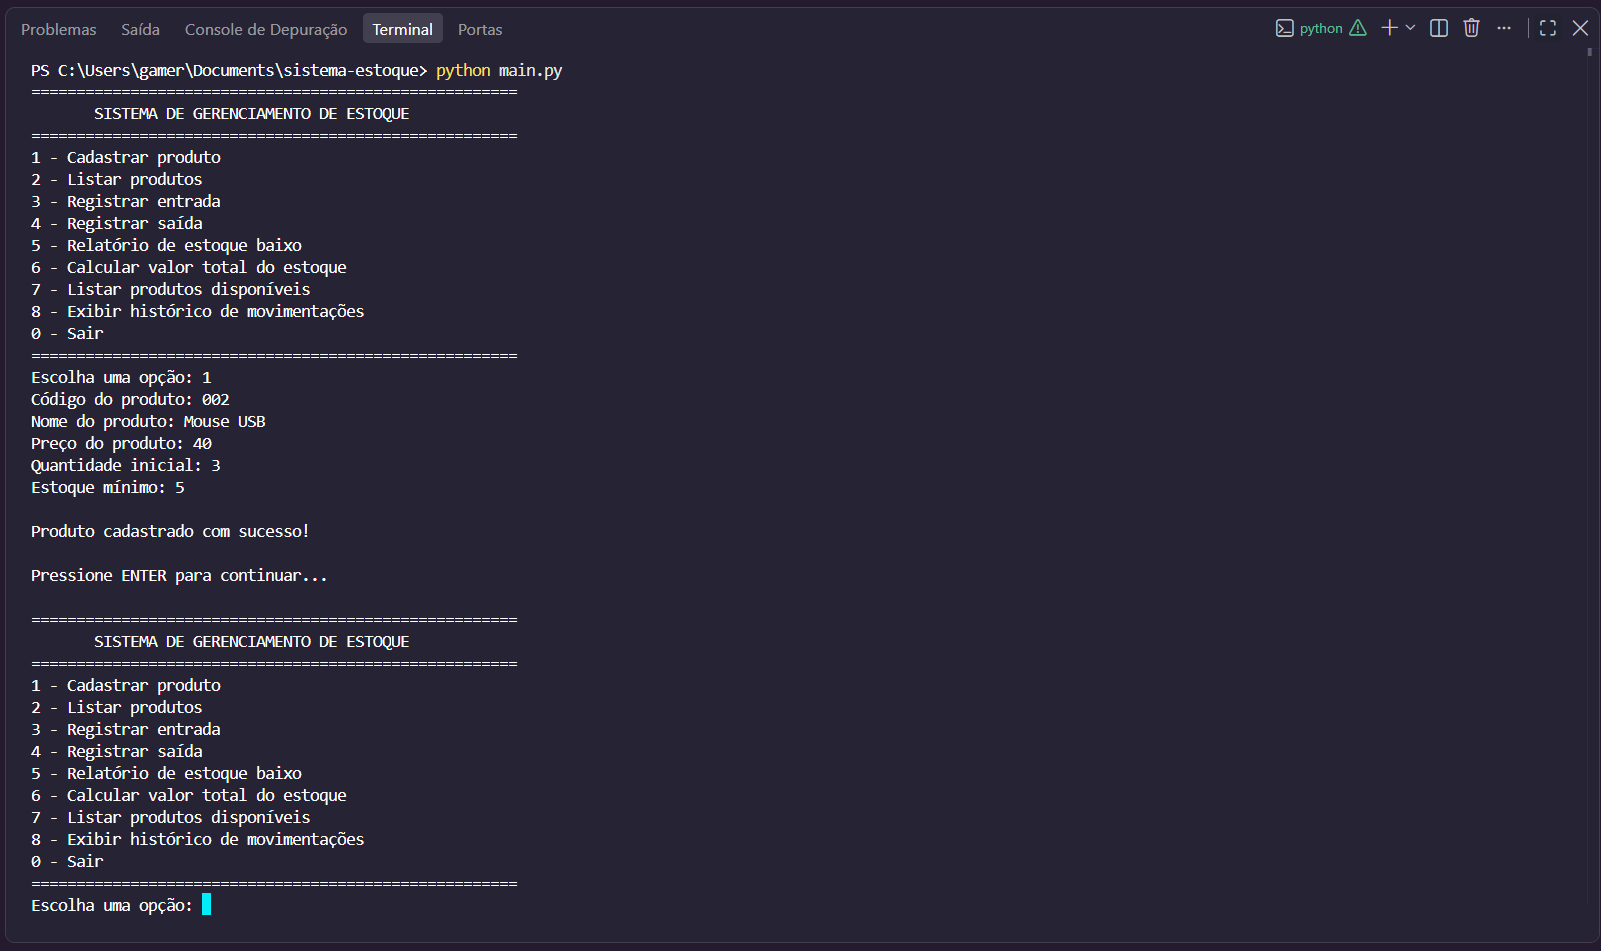 Problemas Saída Console de Depuração Terminal Portas python
PS C:\Users\gamer\Documents\sistema-estoque> python main.py
======================================================
SISTEMA DE GERENCIAMENTO DE ESTOQUE
======================================================
1 - Cadastrar produto
2 - Listar produtos
3 - Registrar entrada
4 - Registrar saída
5 - Relatório de estoque baixo
6 - Calcular valor total do estoque
7 - Listar produtos disponíveis
8 - Exibir histórico de movimentações
0 - Sair
======================================================
Escolha uma opção: 1
Código do produto: 002
Nome do produto: Mouse USB
Preço do produto: 40
Quantidade inicial: 3
Estoque mínimo: 5
Produto cadastrado com sucesso!
Pressione ENTER para continuar...
======================================================
SISTEMA DE GERENCIAMENTO DE ESTOQUE
======================================================
1 - Cadastrar produto
2 - Listar produtos
3 - Registrar entrada
4 - Registrar saída
5 - Relatório de estoque baixo
6 - Calcular valor total do estoque
7 - Listar produtos disponíveis
8 - Exibir histórico de movimentações
0 - Sair
======================================================
Escolha uma opção: